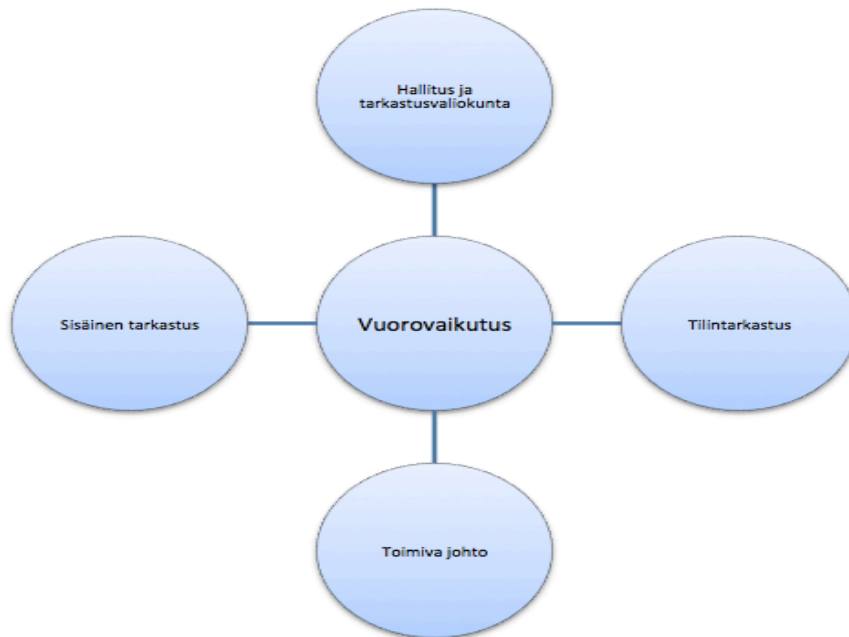 Hallitus ja
tarkastusvaliokunta
Sisäinen tarkastus
Vuorovaikutus
Tilintarkastus
Toimiva johto